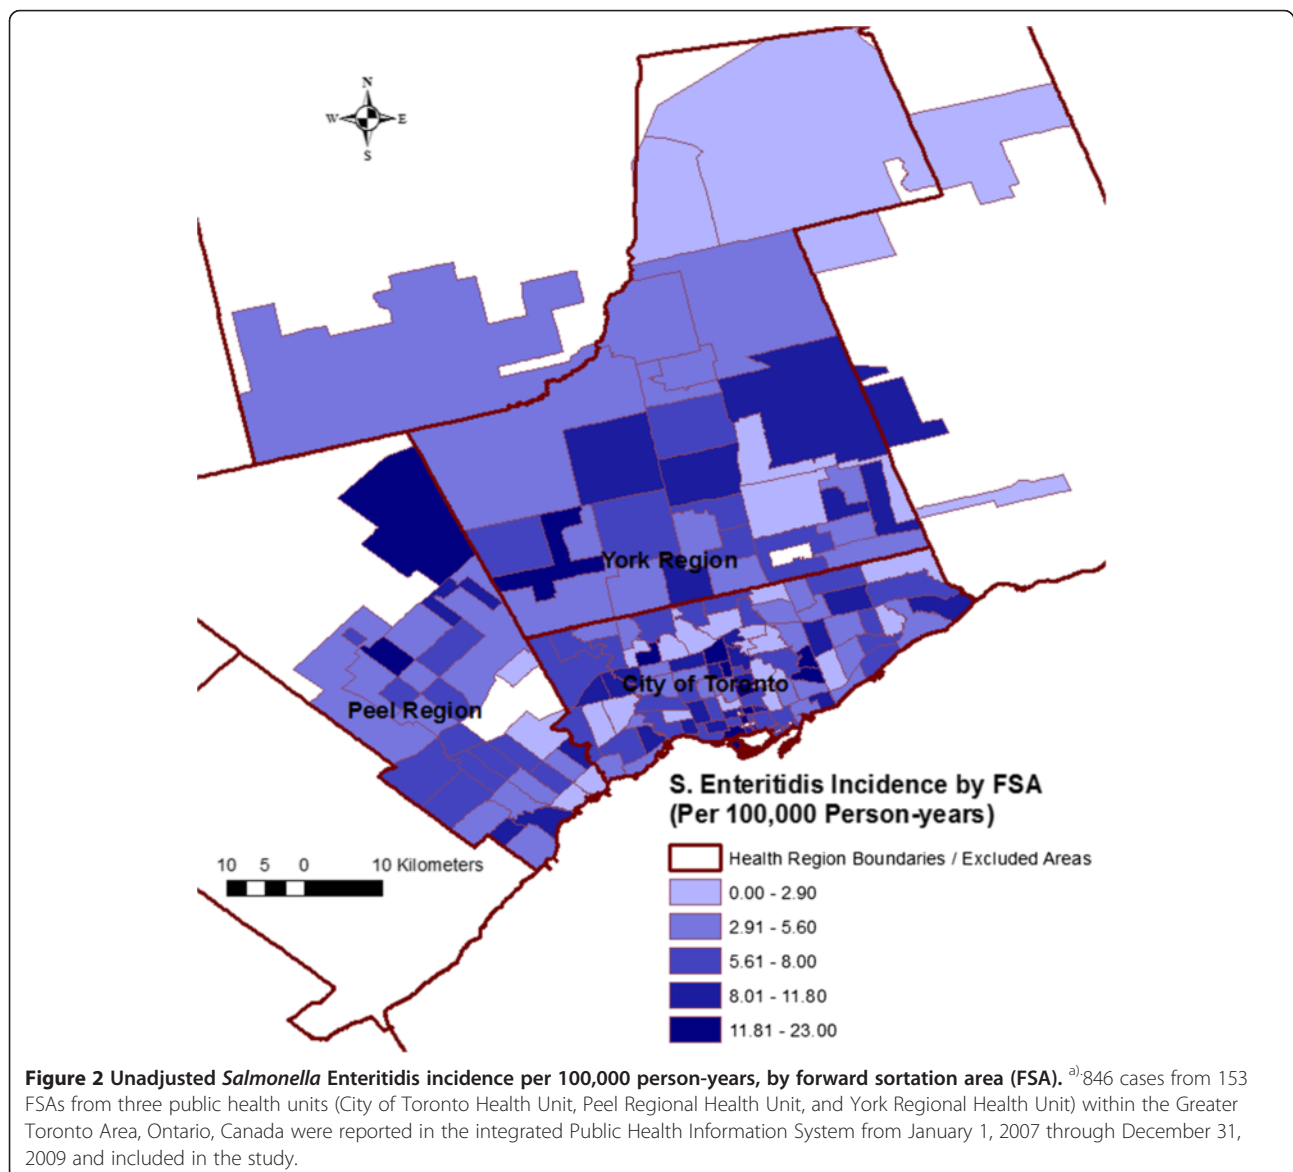 N
W E
S
York Region
City of Toronto
Peel Region
S. Enteritidis Incidence by FSA
(Per 100,000 Person-years)
Health Region Boundaries / Excluded Areas
0.00 - 2.90
2.91 - 5.60
5.61 - 8.00
8.01 - 11.80
11.81 - 23.00
10 5 0 10 Kilometers
Figure 2 Unadjusted Salmonella Enteritidis incidence per 100,000 person-years, by forward sortation area (FSA). a).846 cases from 153
FSAs from three public health units (City of Toronto Health Unit, Peel Regional Health Unit, and York Regional Health Unit) within the Greater
Toronto Area, Ontario, Canada were reported in the integrated Public Health Information System from January 1, 2007 through December 31,
2009 and included in the study.